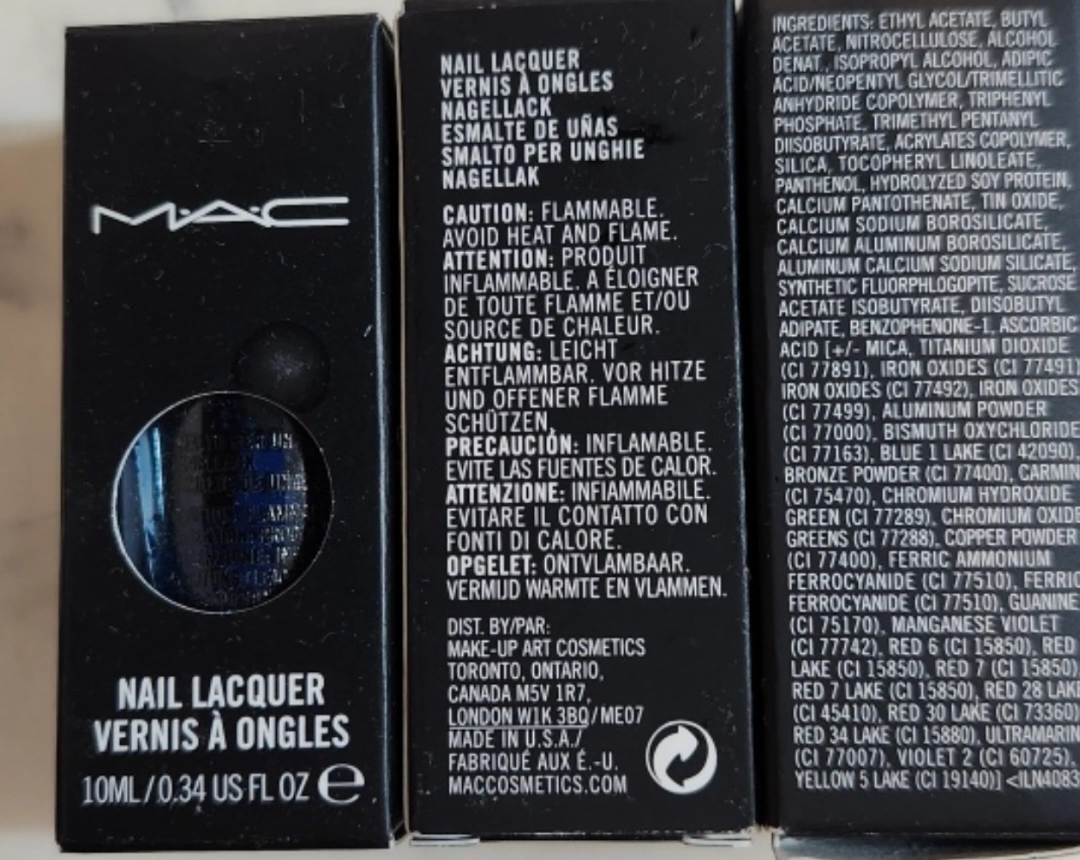 MAC
NAIL LACQUER
VERNIS À ONGLES
10ML/0.34 US FL OZ e
NAIL LACQUER
VERNIS À ONGLES
NAGELLACK
ESMALTE DE UÑAS
SMALTO PER UNGHIE
NAGELLAK
CAUTION: FLAMMABLE.
AVOID HEAT AND FLAME.
ATTENTION: PRODUIT
INFLAMMABLE. A ÉLOIGNER
DE TOUTE FLAMME ET/OU
SOURCE DE CHALEUR.
ACHTUNG: LEICHT
ENTFLAMMBAR. VOR HITZE
UND OFFENER FLAMME
SCHÜTZEN.
PRECAUCIÓN: INFLAMABLE.
EVITE LAS FUENTES DE CALOR.
ATTENZIONE: INFIAMMABILE.
EVITARE IL CONTATTO CON
FONTI DI CALORE.
OPGELET: ONTVLAMBAAR.
VERMIJD WARMTE EN VLAMMEN.
DIST. BY/PAR:
MAKE-UP ART COSMETICS
TORONTO, ONTARIO,
CANADA M5V 1R7,
LONDON W1K 3BQ/ME07
MADE IN U.S.A./
FABRIQUÉ AUX É.-U.
MACCOSMETICS.COM
INGREDIENTS: ETHYL ACETATE, BUTYL
ACETATE, NITROCELLULOSE, ALCOHOL
DENAT., ISOPROPYL ALCOHOL, ADIPIC
ACID/NEOPENTYL GLYCOL/TRIMELLITIC
ANHYDRIDE COPOLYMER, TRIPHENYL
PHOSPHATE, TRIMETHYL PENTANYL
DIISOBUTYRATE, ACRYLATES COPOLYMER,
SILICA, TOCOPHERYL LINOLEATE,
PANTHENOL, HYDROLYZED SOY PROTEIN,
CALCIUM PANTOTHENATE, TIN OXIDE,
CALCIUM SODIUM BOROSILICATE,
CALCIUM ALUMINUM BOROSILICATE,
ALUMINUM CALCIUM SODIUM SILICATE,
SYNTHETIC FLUORPHLOGOPITE, SUCROSE
ACETATE ISOBUTYRATE, DIISOBUTYL
ADIPATE, BENZOPHENONE-1, ASCORBIC
ACID [+/- MICA, TITANIUM DIOXIDE
(CI 77891), IRON OXIDES (CI 77491)
IRON OXIDES (CI 77492), IRON OXIDES
(CI 77499), ALUMINUM POWDER
(CI 77000), BISMUTH OXYCHLORIDE
(CI 77163), BLUE 1 LAKE (CI 42090),
BRONZE POWDER (CI 77400), CARMIN
(CI 75470), CHROMIUM HYDROXIDE
GREEN (CI 77289), CHROMIUM OXIDE
GREENS (CI 77288), COPPER POWDER
(CI 77400), FERRIC AMMONIUM
FERROCYANIDE (CI 77510), FERRIC
FERROCYANIDE (CI 77510), GUANINE
(CI 75170), MANGANESE VIOLET
(CI 77742), RED 6 (CI 15850), RED
LAKE (CI 15850), RED 7 (CI 15850)
RED 7 LAKE (CI 15850), RED 28 LAKE
(CI 45410), RED 30 LAKE (CI 73360)
RED 34 LAKE (CI 15880), ULTRAMARIN
(CI 77007), VIOLET 2 (CI 60725),
YELLOW 5 LAKE (CI 19140)] <ILN4083